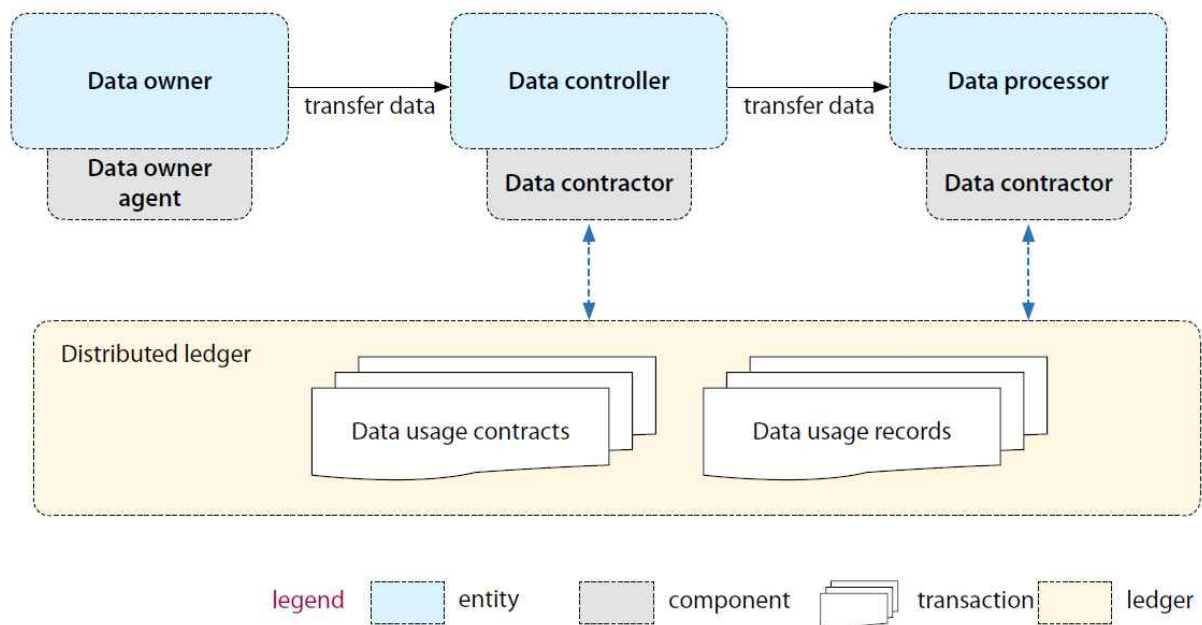 Data owner
transfer data
Data controller
transfer data
Data processor
Data owner
agent
Data contractor
Data contractor
Distributed ledger
Data usage contracts
Data usage records
legend
entity
component
transaction
ledger